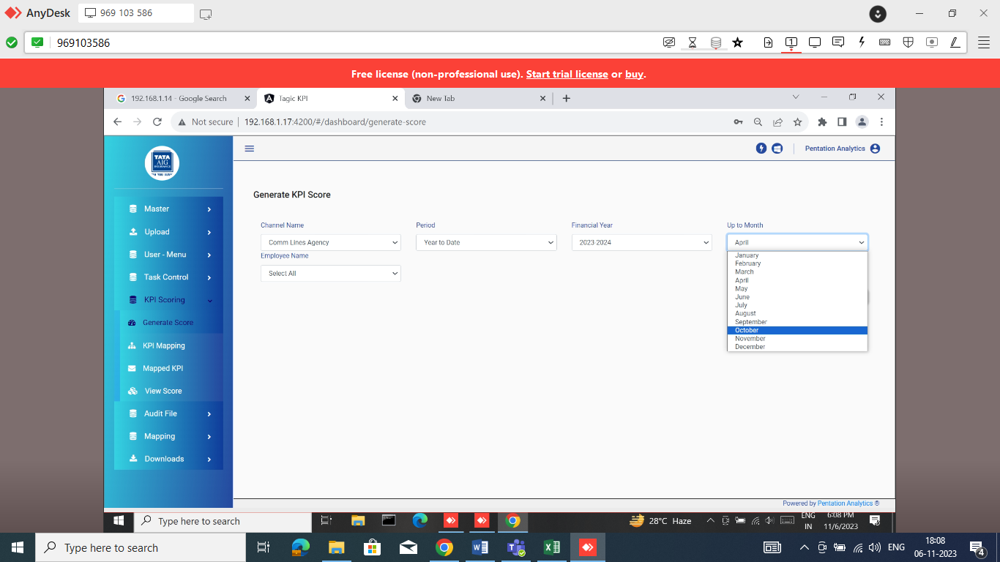 AnyDesk
969 103 586
969103586
1
Free license (non-professional use). Start trial license or buy.
192.168.1.14 - Google Search
Tagic KPI
New Tab
Not secure
192.168.1.17:4200/#/dashboard/generate-score
TATA
AIG
INSURANCE
Pentation Analytics
Master
Upload
User - Menu
Task Control
KPI Scoring
Generate Score
KPI Mapping
Mapped KPI
View Score
Audit File
Mapping
Downloads
Generate KPI Score
Channel Name
Period
Financial Year
Up to Month
Comm Lines Agency
Year to Date
2023-2024
April
Employee Name
Select All
January
February
March
April
May
June
July
August
September
October
November
December
Powered by Pentation Analytics ®
Type here to search
28°C Haze
ENG
IN
6:08 PM
11/6/2023
Type here to search
ENG
18:08
06-11-2023
4